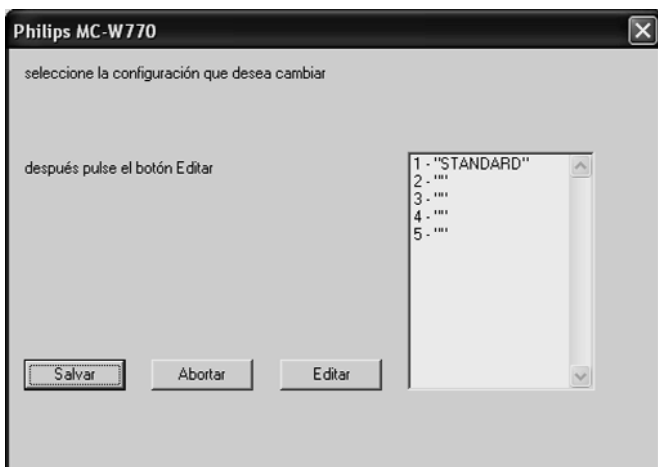 Philips MC-W770
seleccione la configuración que desea cambiar
después pulse el botón Editar
1 - "STANDARD"
2 - ""
3 - ""
4 - ""
5 - ""
Salvar
Abortar
Editar